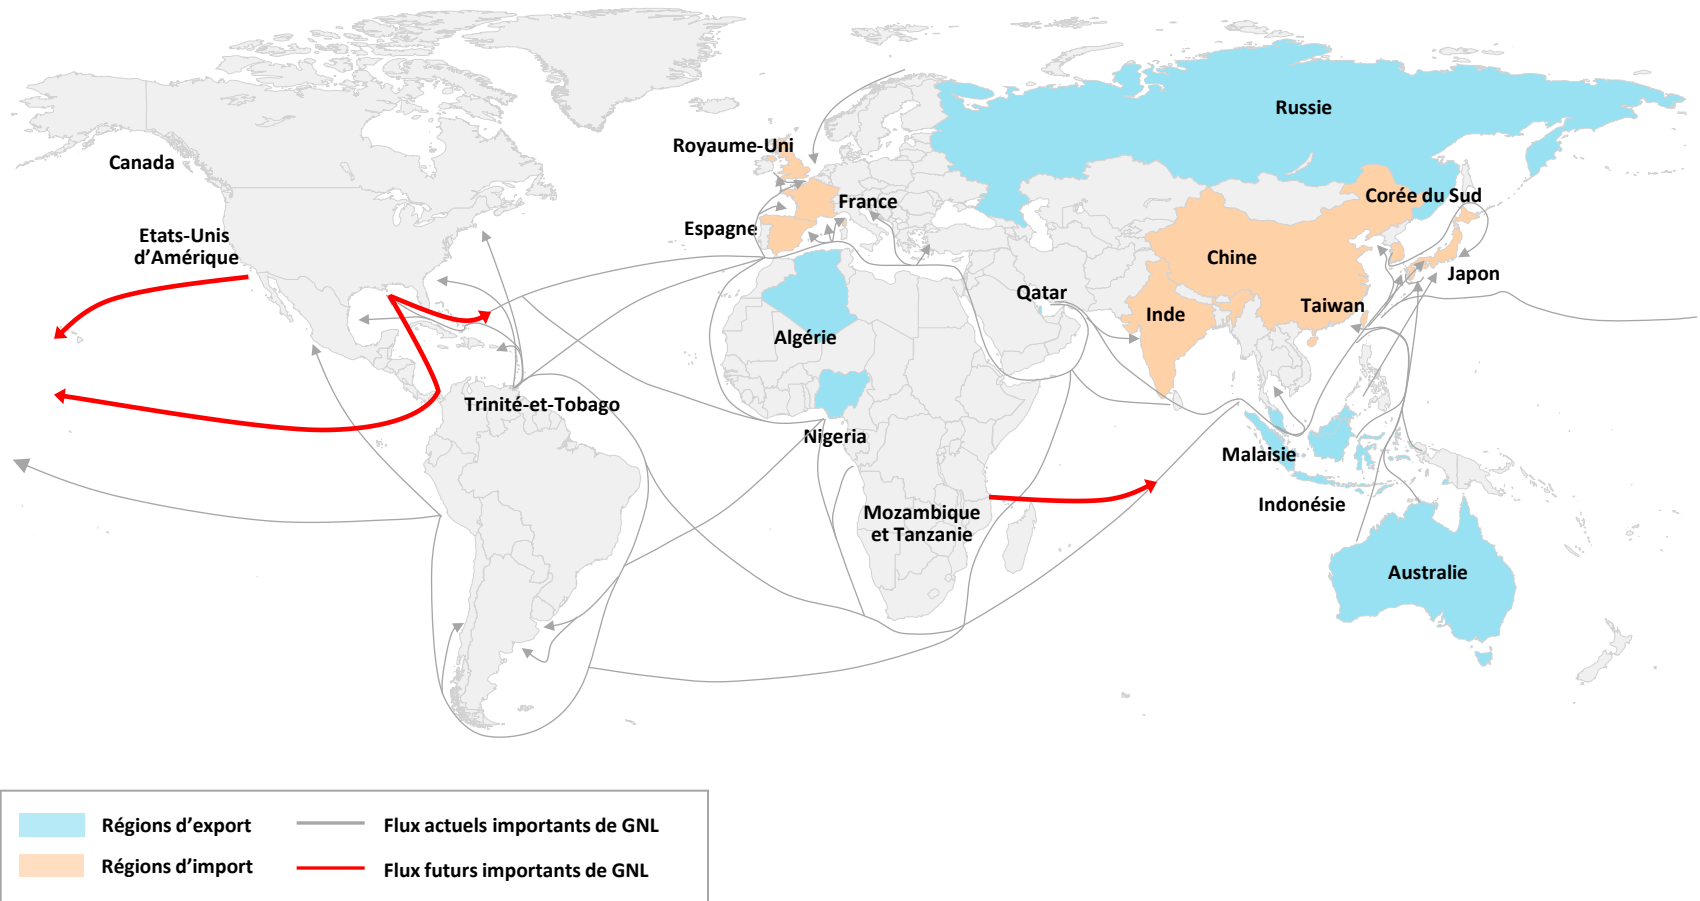 Russie
Royaume-Uni
Canada
Corée du Sud
France
Espagne
Etats-Unis
d’Amérique
Chine
Japon
Qatar
Taiwan
Inde
Algérie
Trinité-et-Tobago
Nigeria
Malaisie
Indonésie
Mozambique
et Tanzanie
Australie
Régions d’export
Flux actuels importants de GNL
Régions d’import
Flux futurs importants de GNL